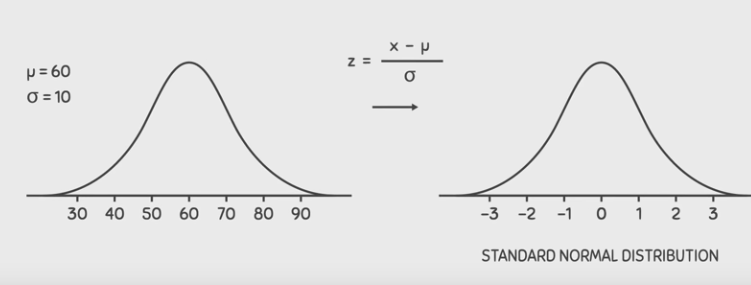 μ = 60
σ = 10
z = x - μ / σ
30 40 50 60 70 80 90
-3 -2 -1 0 1 2 3
STANDARD NORMAL DISTRIBUTION